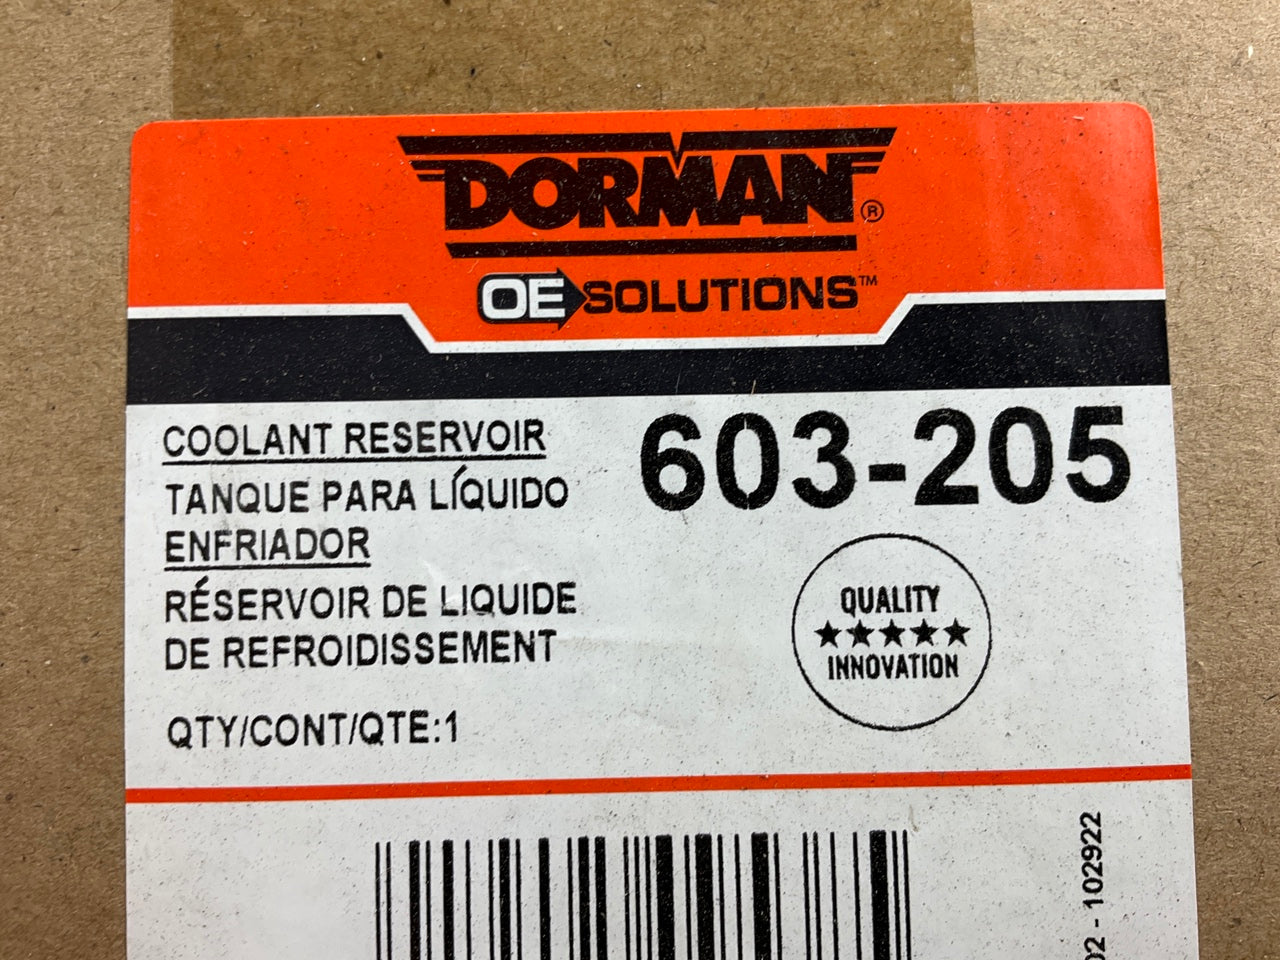 DORMAN®
OE SOLUTIONS™
COOLANT RESERVOIR
TANQUE PARA LÍQUIDO
ENFRIADOR
RÉSERVOIR DE LIQUIDE
DE REFROIDISSEMENT
QTY/CONT/QTE:1
603-205
QUALITY
★★★★★
INNOVATION
02 - 102922